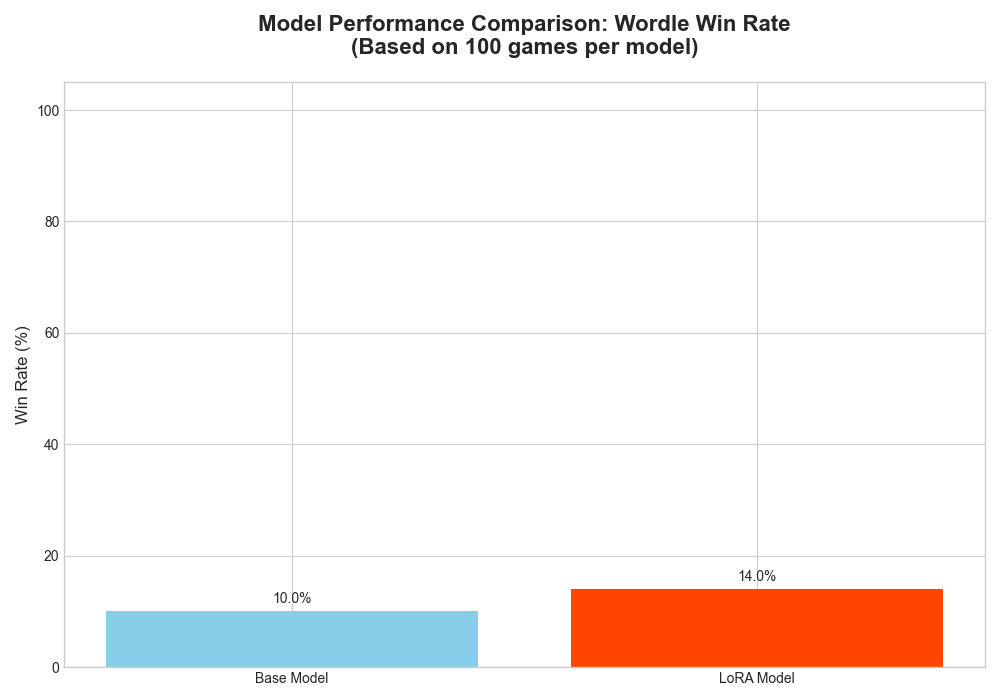 Model Performance Comparison: Wordle Win Rate
(Based on 100 games per model)
100
80
60
40
20
0
Win Rate (%)
10.0%
14.0%
Base Model
LoRA Model